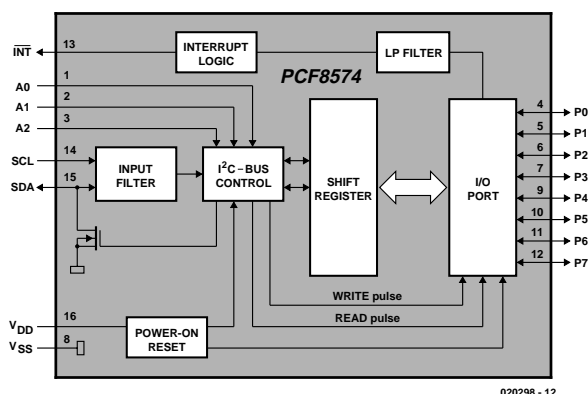 PCF8574
INT
13
INTERRUPT
LOGIC
LP FILTER
A0
1
A1
2
A2
3
SCL
14
SDA
15
INPUT
FILTER
I²C–BUS
CONTROL
SHIFT
REGISTER
I/O
PORT
4 P0
5 P1
6 P2
7 P3
9 P4
10 P5
11 P6
12 P7
WRITE pulse
READ pulse
VDD
16
VSS
8
POWER-ON
RESET
020298 - 12